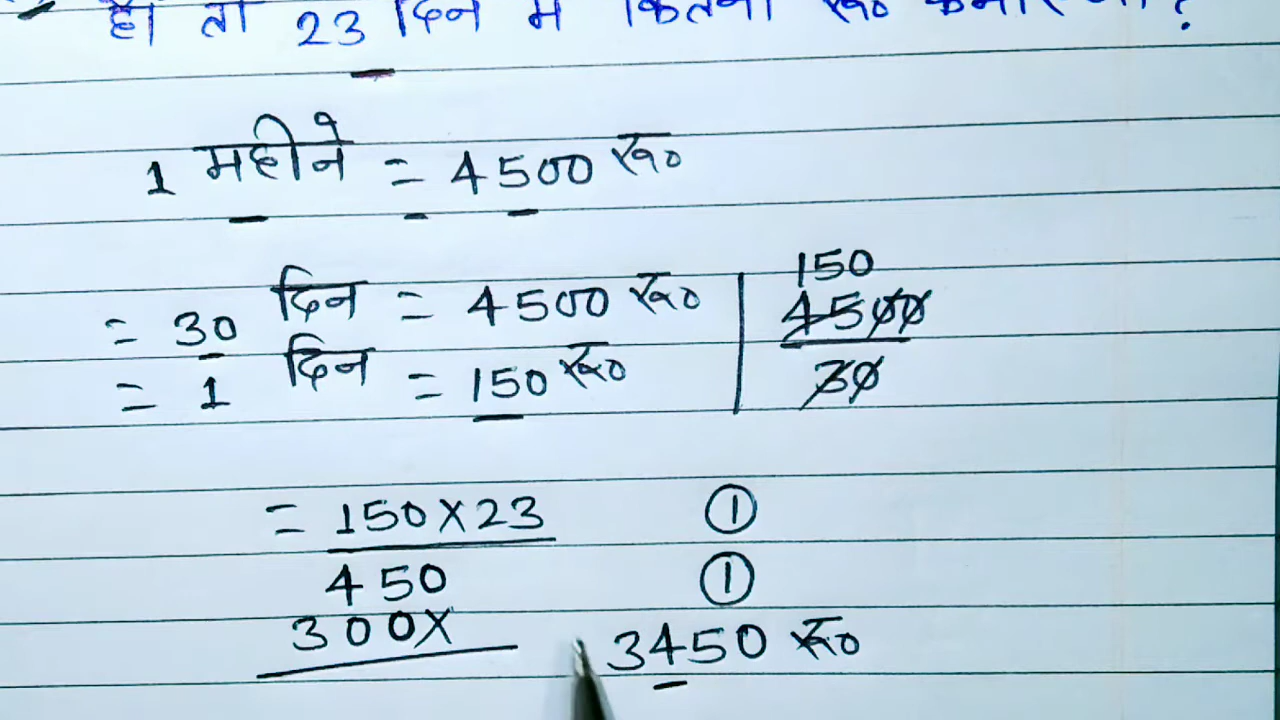 हो तो 23 दिन में कितना रु० कमाएगा?
1 महीने = 4500 रु०
150
= 30 दिन = 4500 रु० | 4500
= 1 दिन = 150 रु० | 30
= 150 X 23 ①
450 ①
300X 3450 रु०